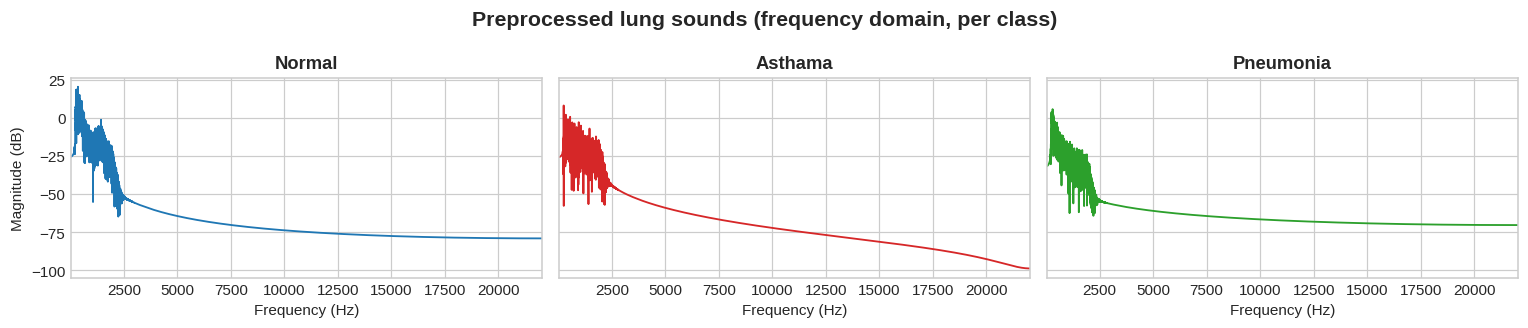 Preprocessed lung sounds (frequency domain, per class)
Normal
Asthama
Pneumonia
Magnitude (dB)
25
0
−25
−50
−75
−100
2500 5000 7500 10000 12500 15000 17500 20000
2500 5000 7500 10000 12500 15000 17500 20000
2500 5000 7500 10000 12500 15000 17500 20000
Frequency (Hz)
Frequency (Hz)
Frequency (Hz)